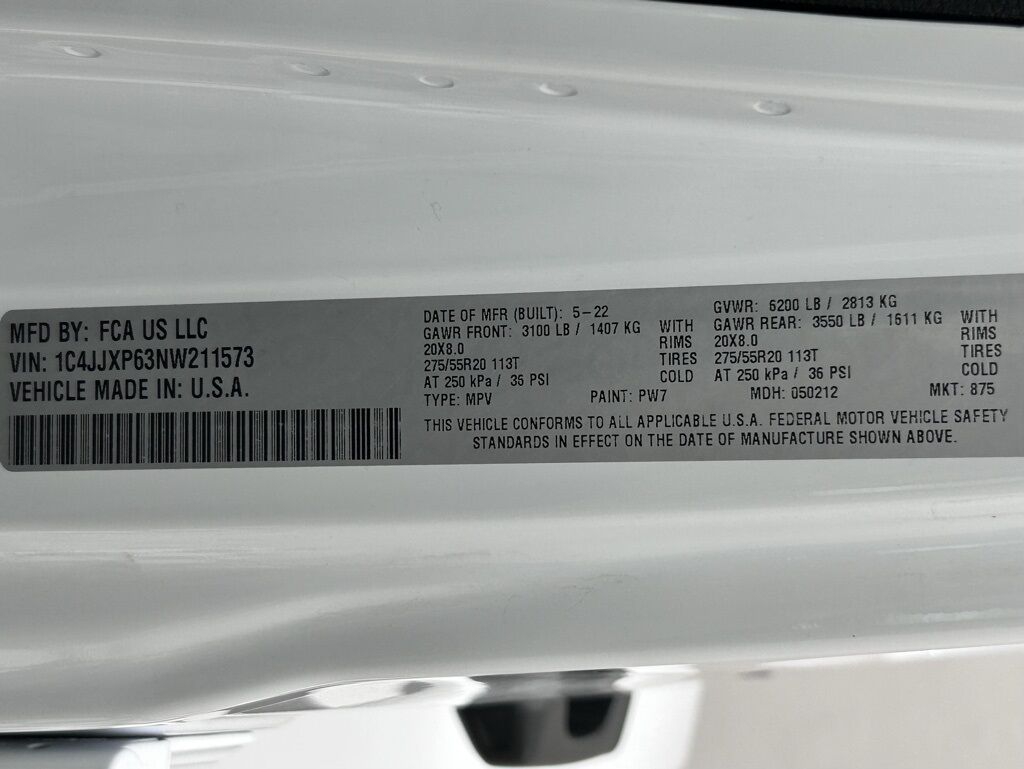 MFD BY: FCA US LLC
VIN: 1C4JJXP63NW211573
VEHICLE MADE IN: U.S.A.
DATE OF MFR (BUILT): 5-22
GAWR FRONT: 3100 LB / 1407 KG WITH
20X8.0 RIMS
275/55R20 113T TIRES
AT 250 kPa / 36 PSI COLD
TYPE: MPV PAINT: PW7
GVWR: 6200 LB / 2813 KG
GAWR REAR: 3550 LB / 1611 KG WITH
20X8.0 RIMS
275/55R20 113T TIRES
AT 250 kPa / 36 PSI COLD
MDH: 050212 MKT: 875
THIS VEHICLE CONFORMS TO ALL APPLICABLE U.S.A. FEDERAL MOTOR VEHICLE SAFETY
STANDARDS IN EFFECT ON THE DATE OF MANUFACTURE SHOWN ABOVE.